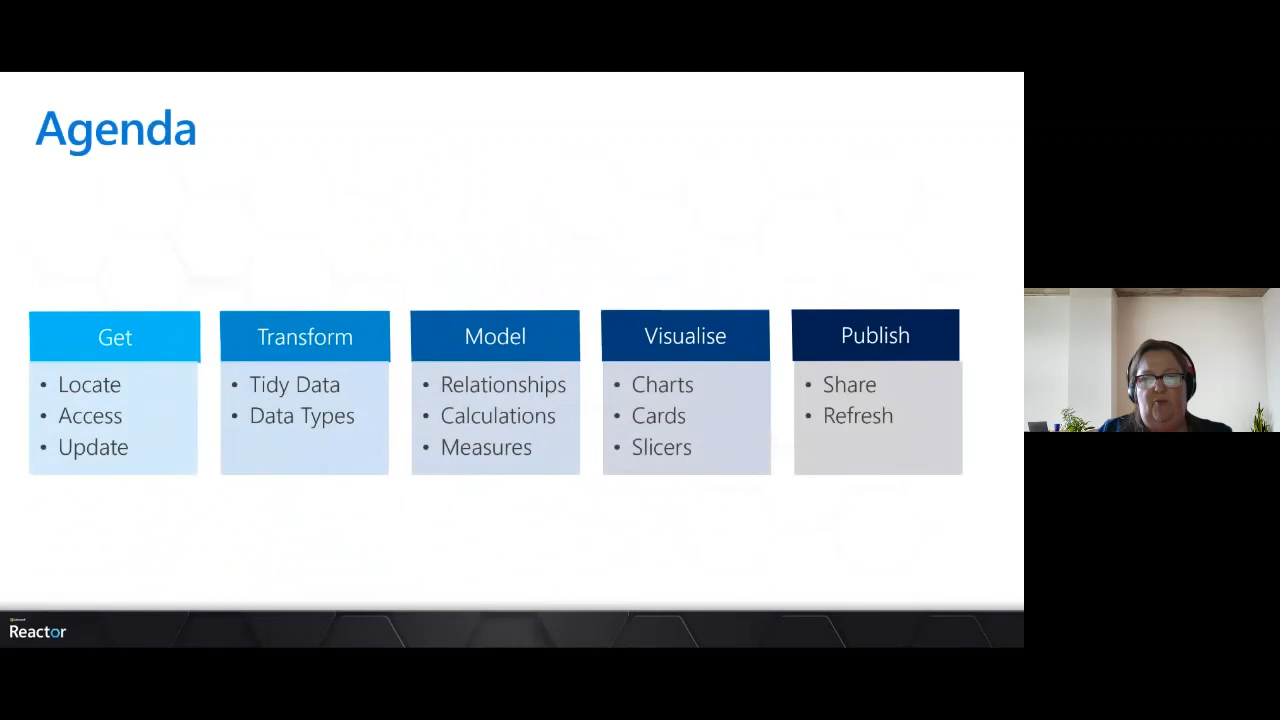 Agenda
Get
• Locate
• Access
• Update
Transform
• Tidy Data
• Data Types
Model
• Relationships
• Calculations
• Measures
Visualise
• Charts
• Cards
• Slicers
Publish
• Share
• Refresh
Reactor